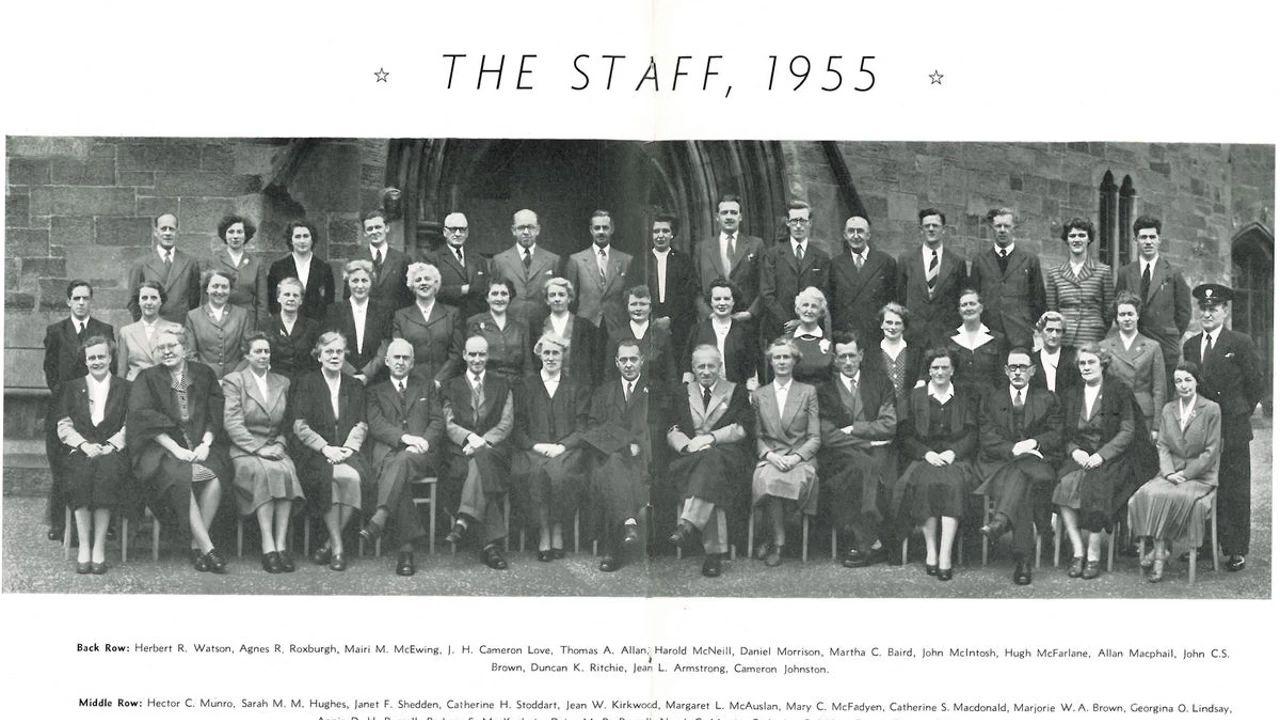 ☆ THE STAFF, 1955 ☆
Back Row: Herbert R. Watson, Agnes R. Roxburgh, Mairi M. McEwing, J. H. Cameron Love, Thomas A. Allan, Harold McNeill, Daniel Morrison, Martha C. Baird, John McIntosh, Hugh McFarlane, Allan Macphail, John C.S.
Brown, Duncan K. Ritchie, Jean L. Armstrong, Cameron Johnston.
Middle Row: Hector C. Munro, Sarah M. M. Hughes, Janet F. Shedden, Catherine H. Stoddart, Jean W. Kirkwood, Margaret L. McAuslan, Mary C. McFadyen, Catherine S. Macdonald, Marjorie W. A. Brown, Georgina O. Lindsay,